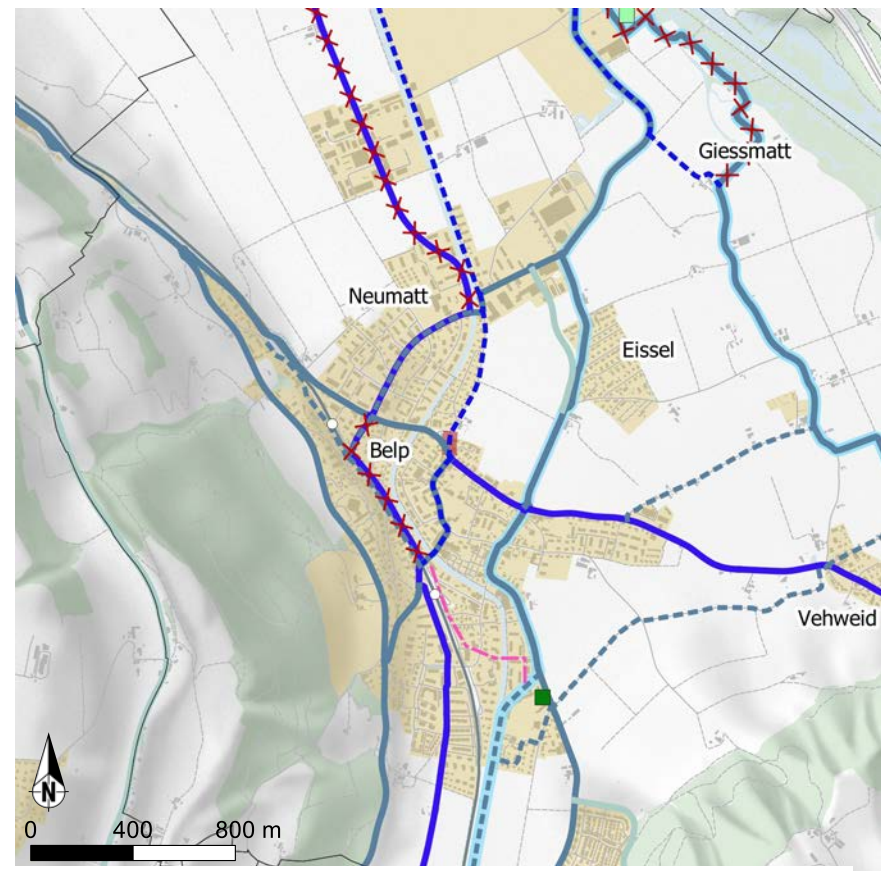 Giessmatt
Neumatt
Eissel
Belp
Vehweid
N
0 400 800 m